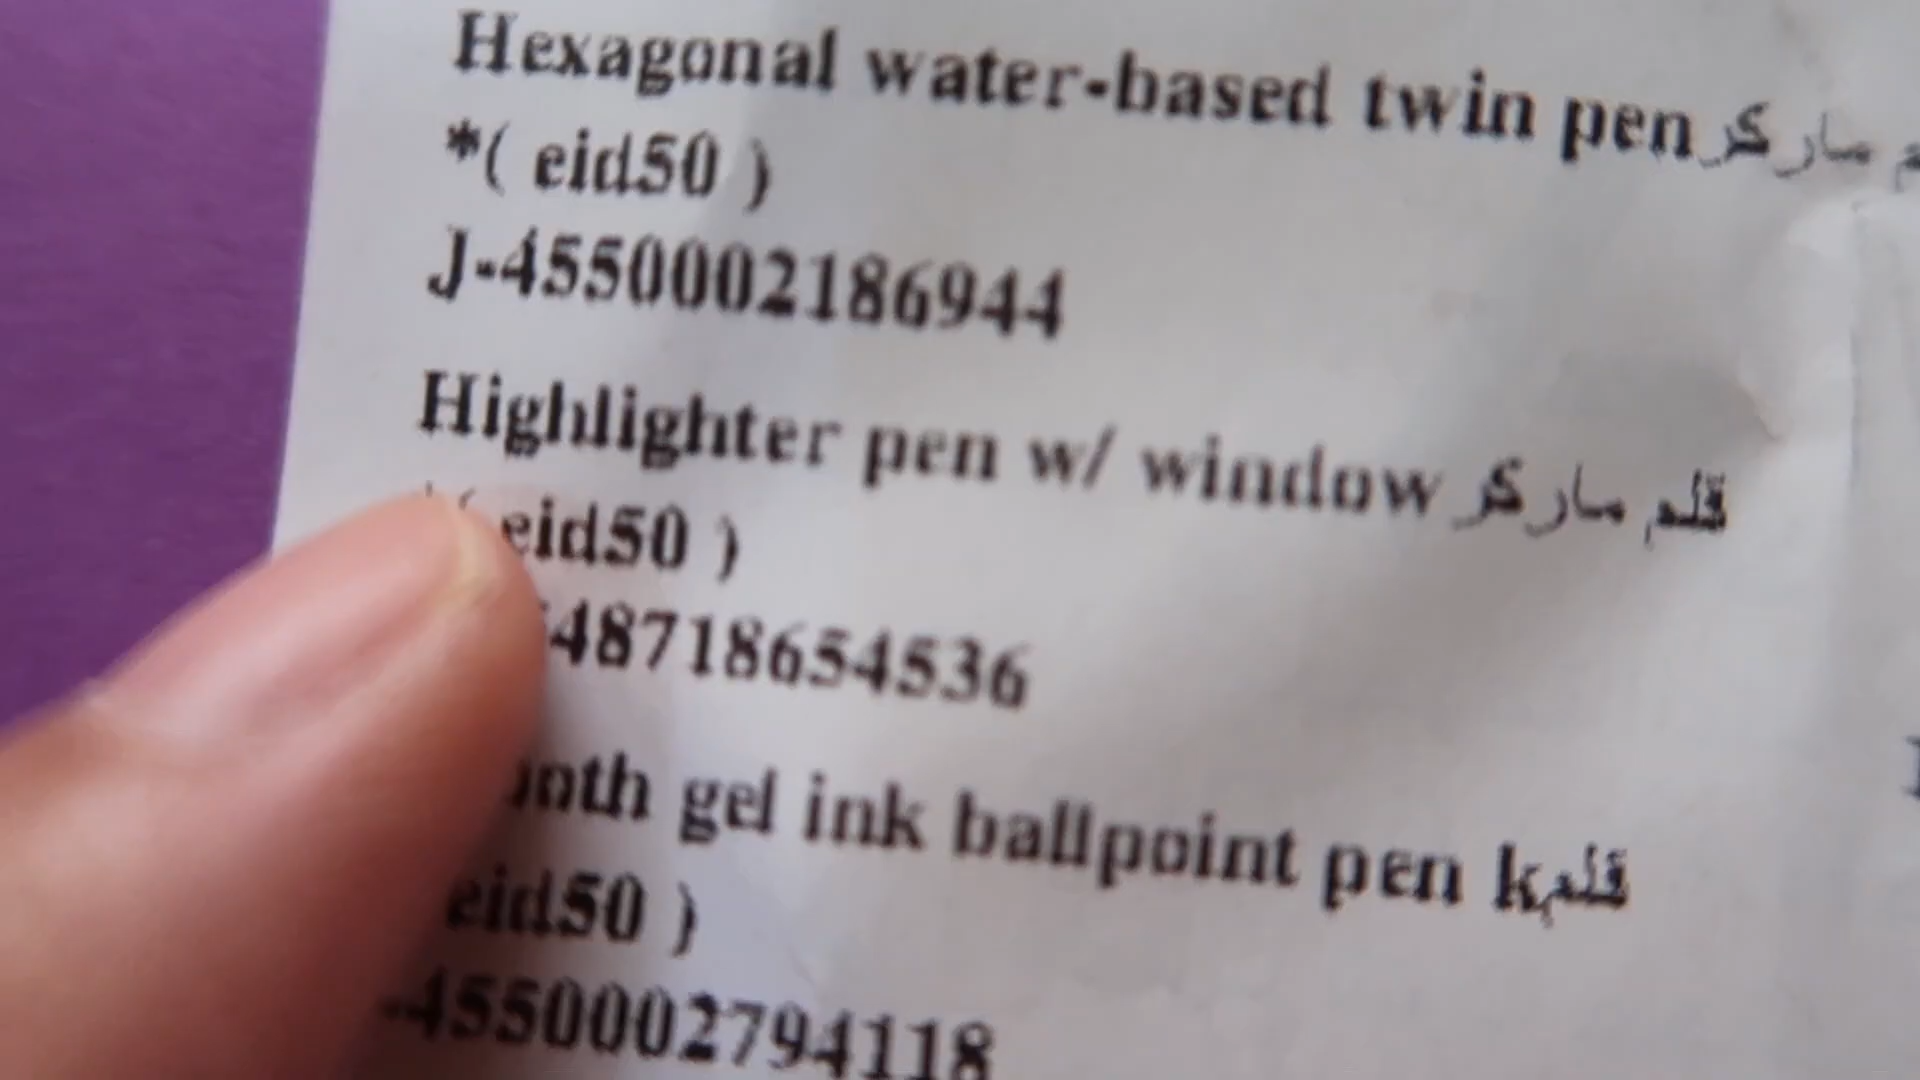 Hexagonal water-based twin pen ماركر
*( eid50 )
J-4550002186944
Highlighter pen w/ window قلم ماركر
eid50 )
48718654536
gel ink ballpoint pen k قلم
eid50 )
-4550002794118